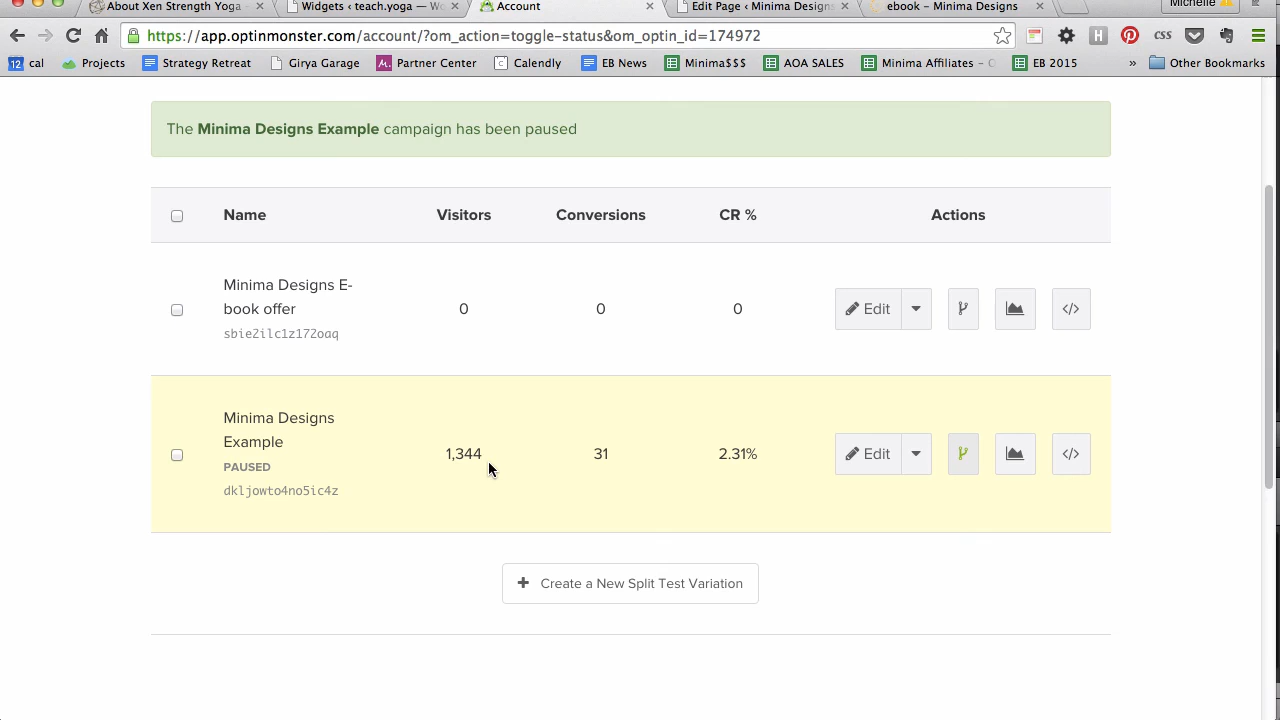 About Xen Strength Yoga
Widgets ‹ teach.yoga — Wo
Account
Edit Page ‹ Minima Designs
ebook – Minima Designs
Michelle
https://app.optinmonster.com/account/?om_action=toggle-status&om_optin_id=174972
H
CSS
12 cal
Projects
Strategy Retreat
Girya Garage
Partner Center
Calendly
EB News
Minima$$$
AOA SALES
Minima Affiliates - G
EB 2015
»
Other Bookmarks
The Minima Designs Example campaign has been paused
Name Visitors Conversions CR % Actions
Minima Designs E-
book offer
sbie2ilc1z172oaq
0 0 0 Edit </>
Minima Designs
Example
PAUSED
dkljowto4no5ic4z
1,344 31 2.31% Edit </>
+ Create a New Split Test Variation